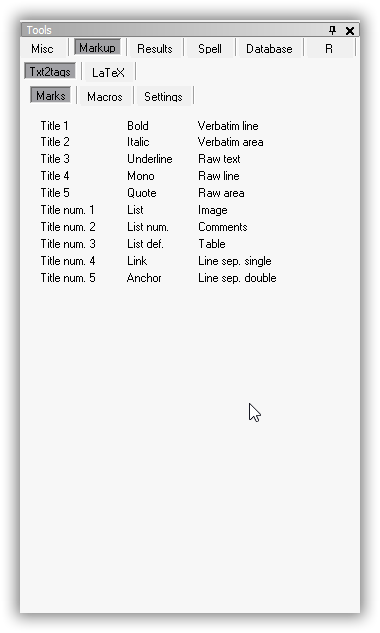 Tools
Misc Markup Results Spell Database R
Txt2tags LaTeX
Marks Macros Settings
Title 1 Bold Verbatim line
Title 2 Italic Verbatim area
Title 3 Underline Raw text
Title 4 Mono Raw line
Title 5 Quote Raw area
Title num. 1 List Image
Title num. 2 List num. Comments
Title num. 3 List def. Table
Title num. 4 Link Line sep. single
Title num. 5 Anchor Line sep. double